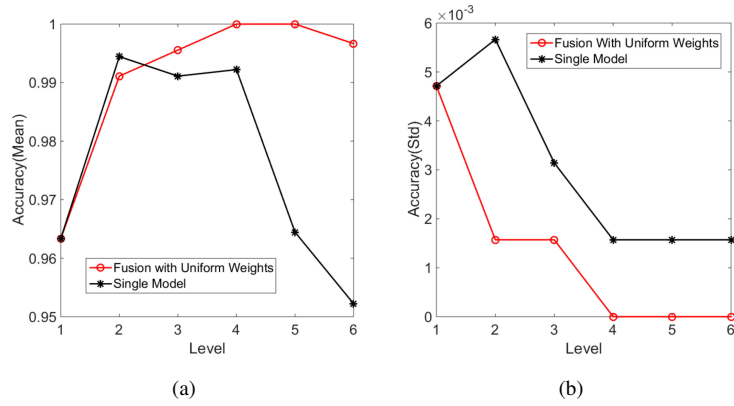 1
0.99
0.98
0.97
0.96
0.95
Accuracy(Mean)
Fusion with Uniform Weights
Single Model
1 2 3 4 5 6
Level
(a)
×10⁻³
6
5
4
3
2
1
0
Accuracy(Std)
Fusion With Uniform Weights
Single Model
1 2 3 4 5 6
Level
(b)